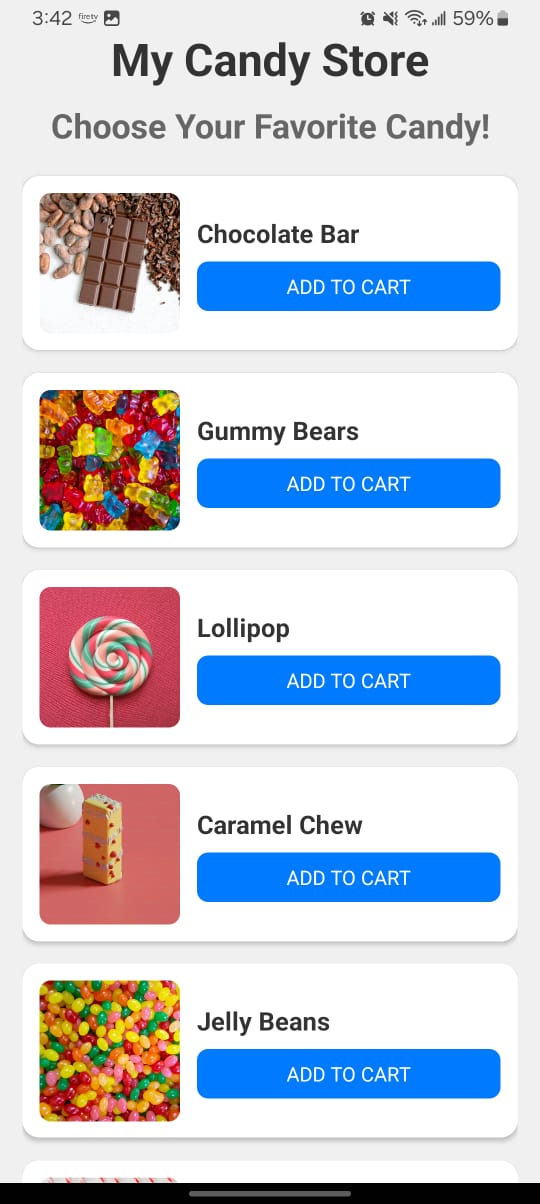 3:42 firetv 59%
My Candy Store
Choose Your Favorite Candy!
Chocolate Bar
ADD TO CART
Gummy Bears
ADD TO CART
Lollipop
ADD TO CART
Caramel Chew
ADD TO CART
Jelly Beans
ADD TO CART